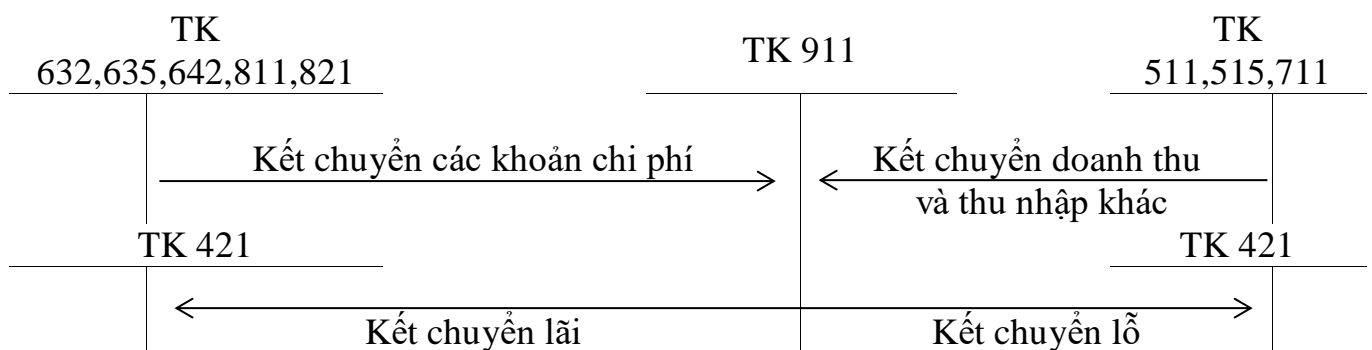 TK
632,635,642,811,821
TK 911
TK
511,515,711
Kết chuyển các khoản chi phí
Kết chuyển doanh thu
và thu nhập khác
TK 421
TK 421
Kết chuyển lãi
Kết chuyển lỗ